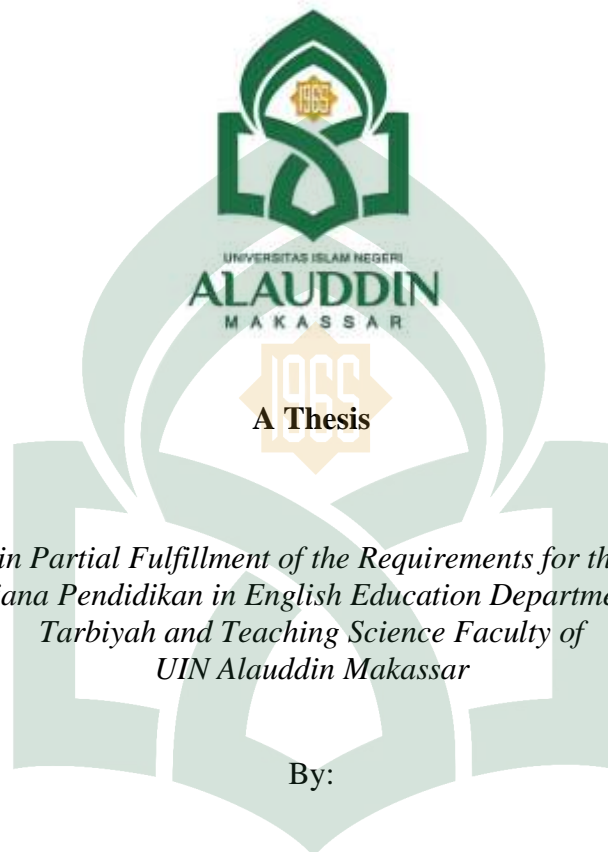 1965
UNIVERSITAS ISLAM NEGERI
ALAUDDIN
MAKASSAR
1965
A Thesis
in Partial Fulfillment of the Requirements for
Pendidikan in English Education
Tarbiyah and Teaching Science Faculty of
UIN Alauddin Makassar
By: